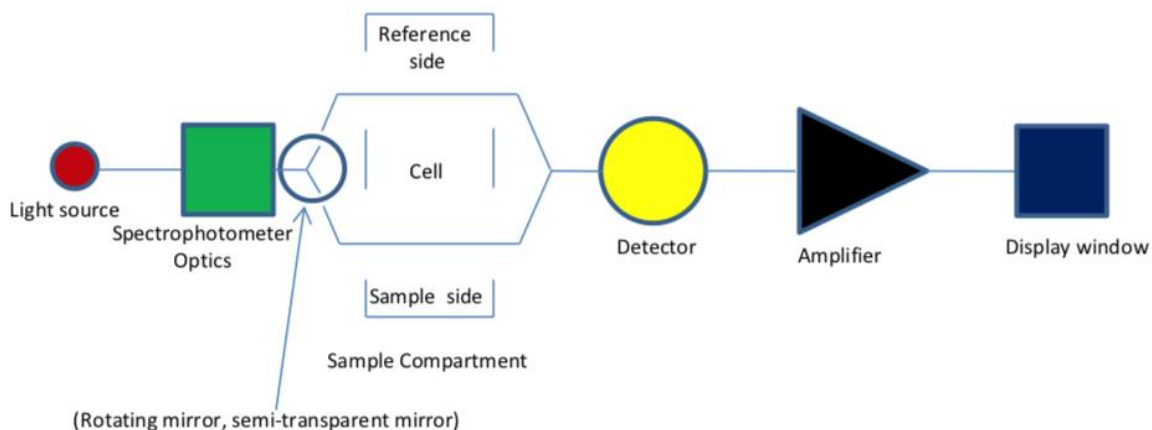 Reference
side
Cell
Light source
Spectrophotometer
Optics
Detector
Amplifier
Display window
Sample side
Sample Compartment
(Rotating mirror, semi-transparent mirror)